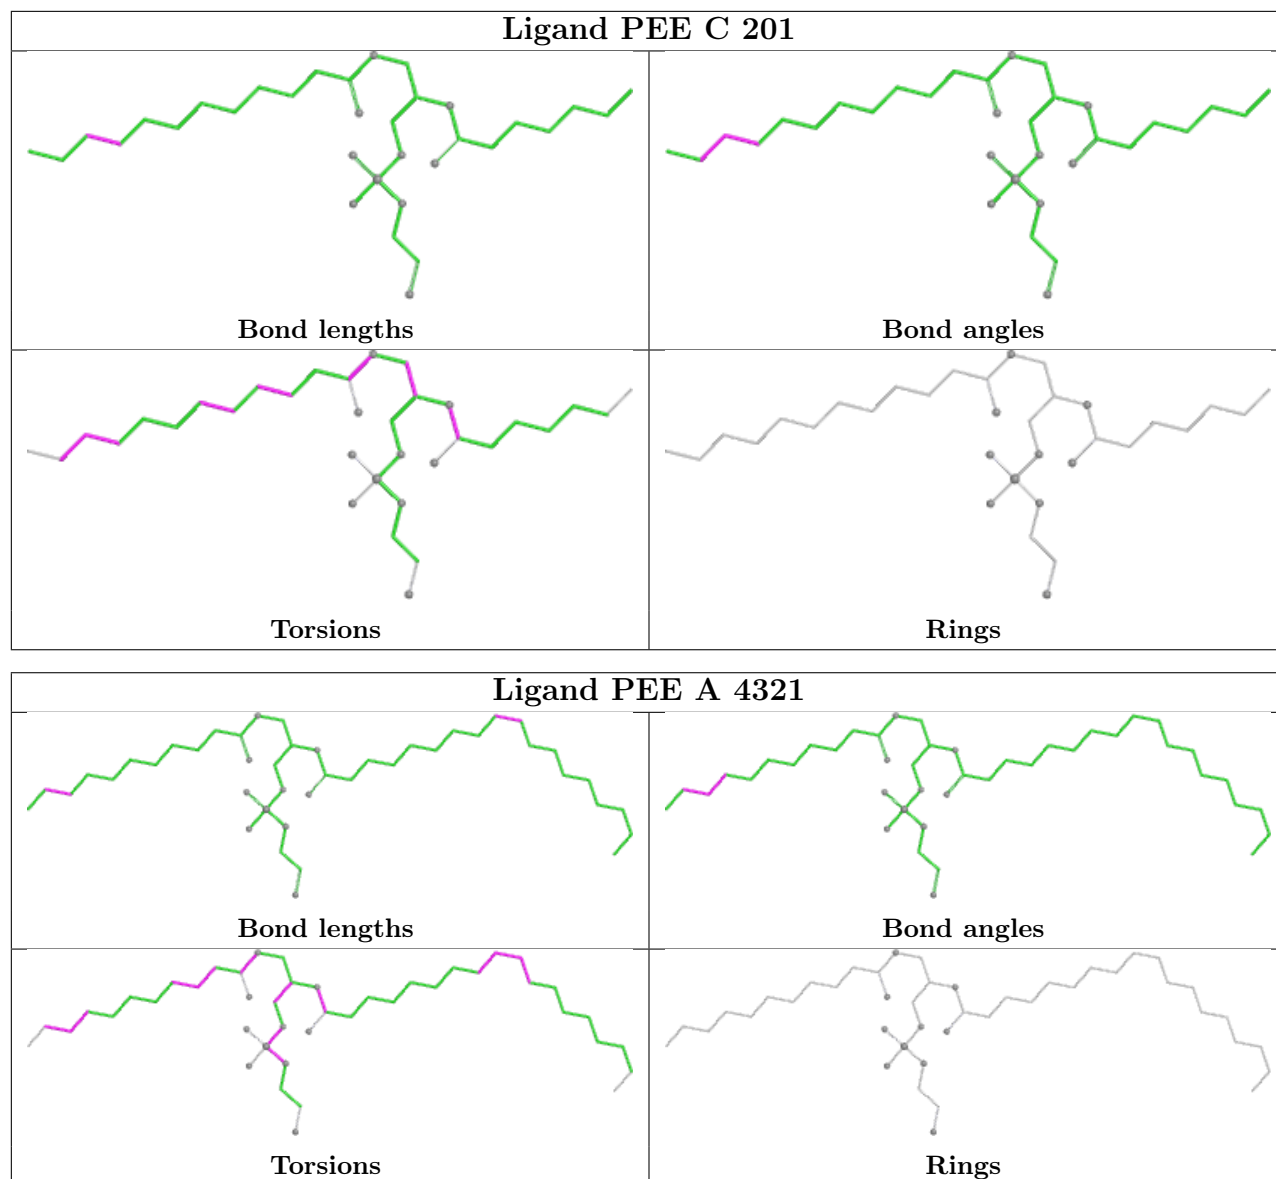 Ligand PEE C 201
Bond lengths
Bond angles
Torsions
Rings
Ligand PEE A 4321
Bond lengths
Bond angles
Torsions
Rings